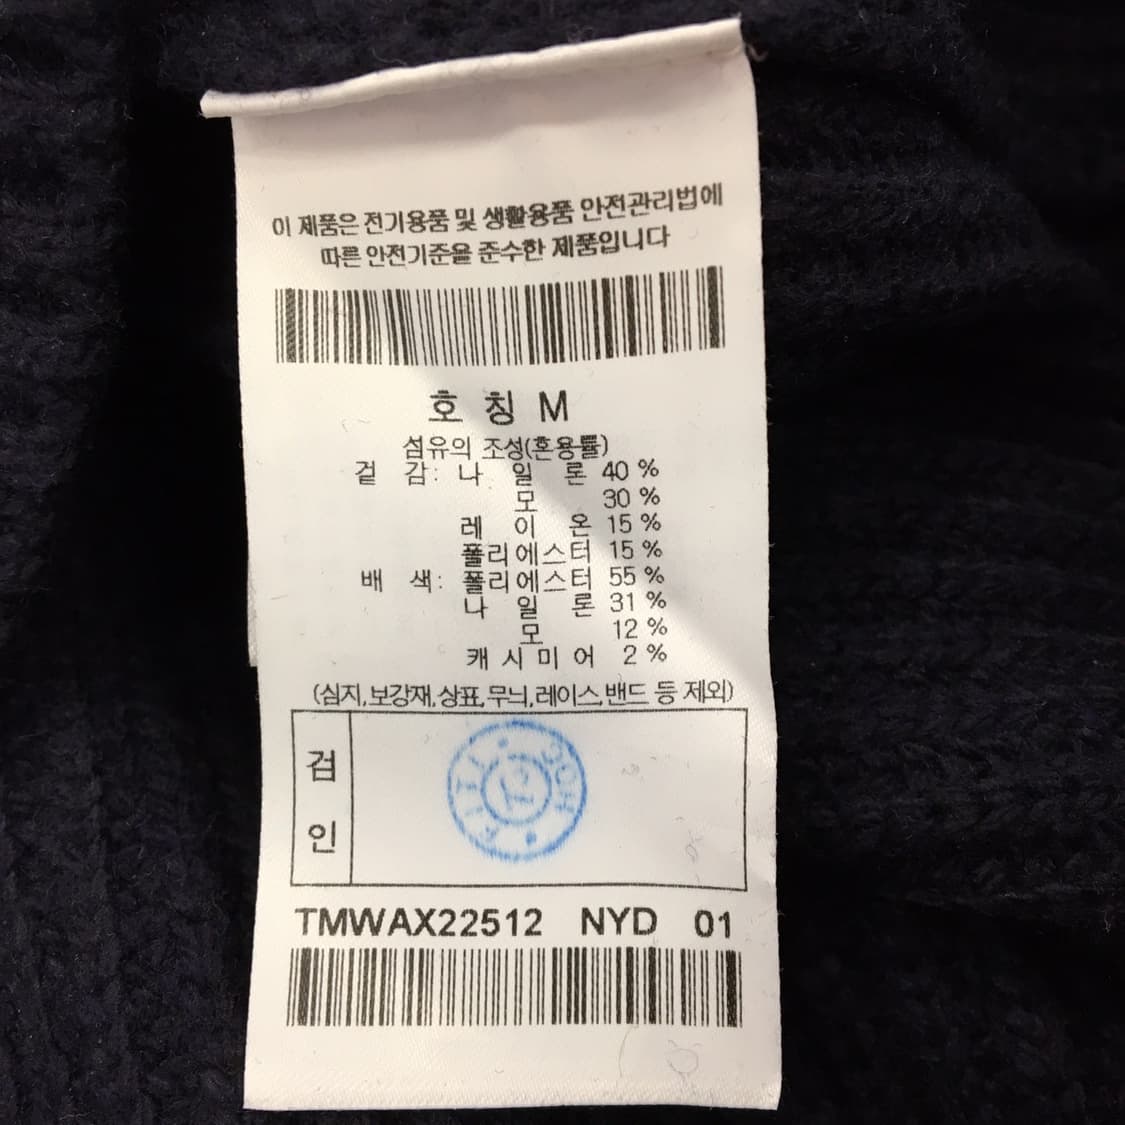 이 제품은 전기용품 및 생활용품 안전관리법에
따른 안전기준을 준수한 제품입니다
호 칭 M
섬유의 조성(혼용률)
겉 감: 나 일 론 40 %
모 30 %
레 이 온 15 %
폴리에스터 15 %
배 색: 폴리에스터 55 %
나 일 론 31 %
모 12 %
캐 시 미 어 2 %
(심지,보강재,상표,무늬,레이스,밴드 등 제외)
검
인
TMWAX22512 NYD 01